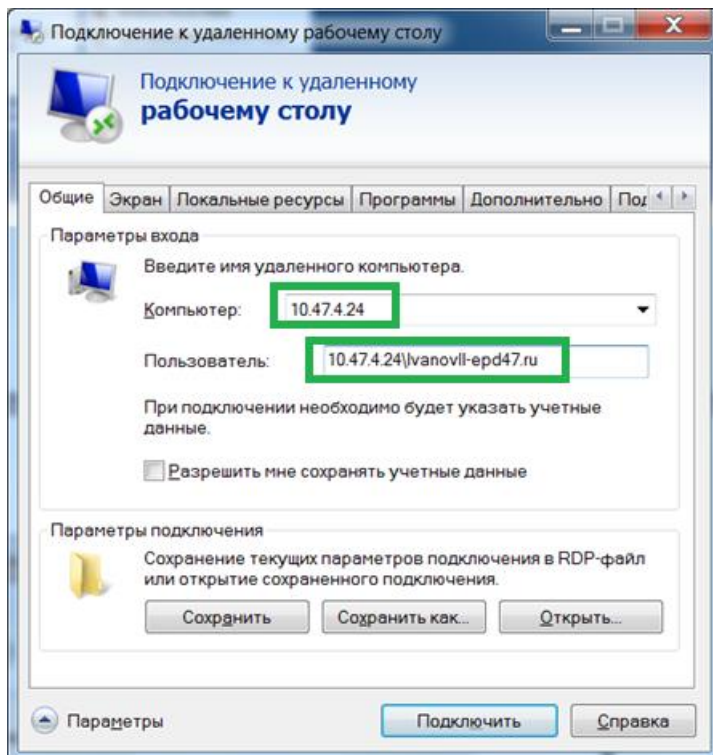 Подключение к удаленному рабочему столу
Подключение к удаленному
рабочему столу
Общие Экран Локальные ресурсы Программы Дополнительно Под
Параметры входа
Введите имя удаленного компьютера.
Компьютер: 10.47.4.24
Пользователь: 10.47.4.24\IvanovII-epd47.ru
При подключении необходимо будет указать учетные
данные.
Разрешить мне сохранять учетные данные
Параметры подключения
Сохранение текущих параметров подключения в RDP-файл
или открытие сохраненного подключения.
Сохранить Сохранить как... Открыть...
Параметры Подключить Справка